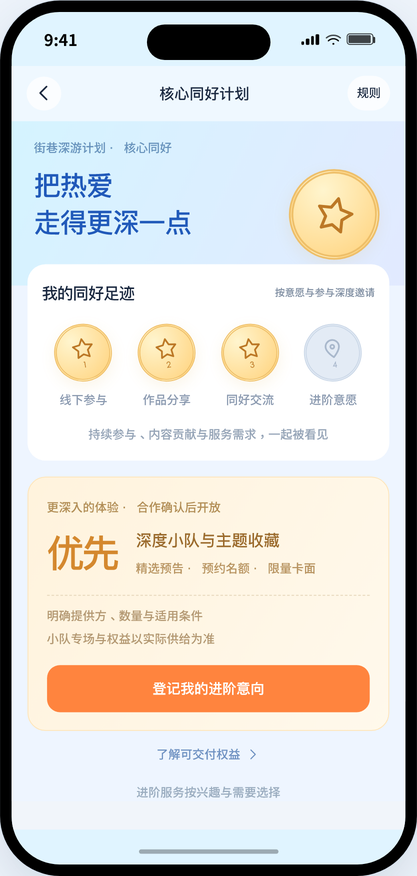 9:41
核心同好计划
规则
街巷深游计划 · 核心同好
把热爱
走得更深一点
我的同好足迹
按意愿与参与深度邀请
1
2
3
4
线下参与
作品分享
同好交流
进阶意愿
持续参与、内容贡献与服务需求，一起被看见
更深入的体验 · 合作确认后开放
优先
深度小队与主题收藏
精选预告 · 预约名额 · 限量卡面
明确提供方、数量与适用条件
小队专场与权益以实际供给为准
登记我的进阶意向
了解可交付权益
进阶服务按兴趣与需要选择